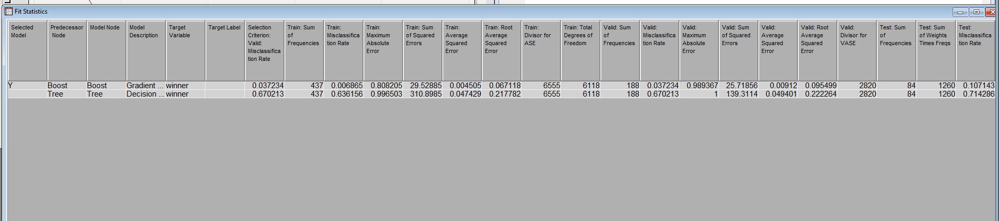 Fit Statistics
Selected Model Predecessor Node Model Node Model Description Target Variable Target Label Selection Criterion: Valid: Misclassifica tion Rate Train: Sum of Frequencies Train: Misclassifica tion Rate Train: Maximum Absolute Error Train: Sum of Squared Errors Train: Average Squared Error Train: Root Average Squared Error Train: Divisor for ASE Train: Total Degrees of Freedom Valid: Sum of Frequencies Valid: Misclassifica tion Rate Valid: Maximum Absolute Error Valid: Sum of Squared Errors Valid: Average Squared Error Valid: Root Average Squared Error Valid: Divisor for VASE Test: Sum of Frequencies Test: Sum of Weights Times Freqs Test: Misclassifica tion Rate
Y Boost Boost Gradient ... winner 0.037234 437 0.006865 0.808205 29.52885 0.004505 0.067118 6555 6118 188 0.037234 0.989367 25.71856 0.00912 0.095499 2820 84 1260 0.107143
Tree Tree Decision ... winner 0.670213 437 0.636156 0.996503 310.8985 0.047429 0.217782 6555 6118 188 0.670213 1 139.3114 0.049401 0.222264 2820 84 1260 0.714286